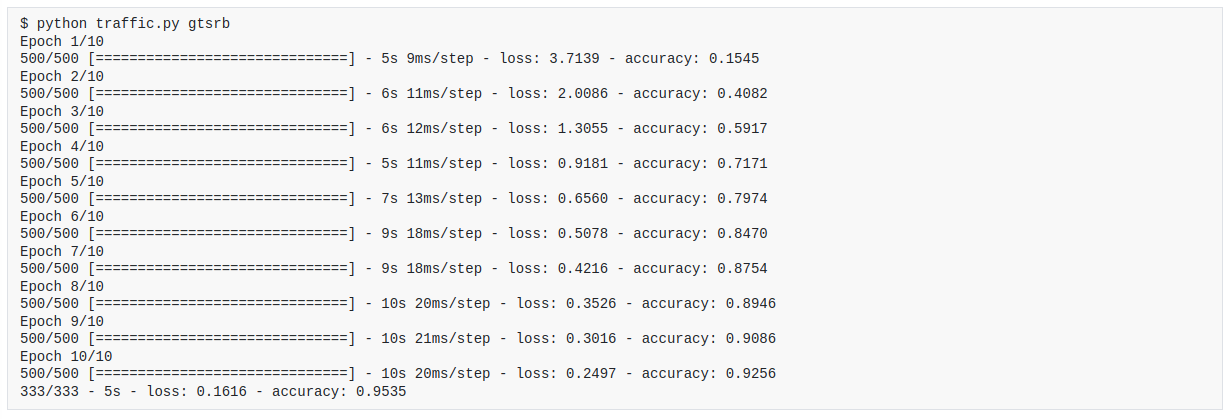 $ python traffic.py gtsrb
Epoch 1/10
500/500 [==============================] - 5s 9ms/step - loss: 3.7139 - accuracy: 0.1545
Epoch 2/10
500/500 [==============================] - 6s 11ms/step - loss: 2.0086 - accuracy: 0.4082
Epoch 3/10
500/500 [==============================] - 6s 12ms/step - loss: 1.3055 - accuracy: 0.5917
Epoch 4/10
500/500 [==============================] - 5s 11ms/step - loss: 0.9181 - accuracy: 0.7171
Epoch 5/10
500/500 [==============================] - 7s 13ms/step - loss: 0.6560 - accuracy: 0.7974
Epoch 6/10
500/500 [==============================] - 9s 18ms/step - loss: 0.5078 - accuracy: 0.8470
Epoch 7/10
500/500 [==============================] - 9s 18ms/step - loss: 0.4216 - accuracy: 0.8754
Epoch 8/10
500/500 [==============================] - 10s 20ms/step - loss: 0.3526 - accuracy: 0.8946
Epoch 9/10
500/500 [==============================] - 10s 21ms/step - loss: 0.3016 - accuracy: 0.9086
Epoch 10/10
500/500 [==============================] - 10s 20ms/step - loss: 0.2497 - accuracy: 0.9256
333/333 - 5s - loss: 0.1616 - accuracy: 0.9535